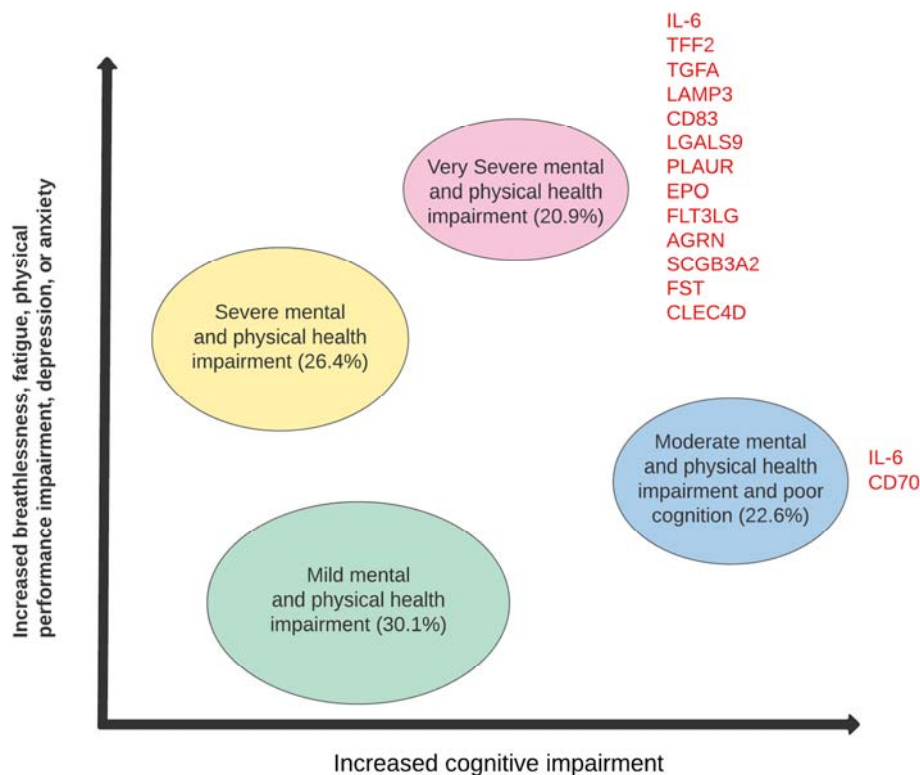 IL-6
TFF2
TGFA
LAMP3
CD83
LGALS9
PLAUR
EPO
FLT3LG
AGRN
SCGB3A2
FST
CLEC4D
Very Severe mental
and physical health
impairment (20.9%)
Severe mental
and physical health
impairment (26.4%)
Moderate mental
and physical health
impairment and poor
cognition (22.6%)
IL-6
CD70
Mild mental
and physical health
impairment (30.1%)
Increased breathlessness, fatigue, physical
performance impairment, depression, or anxiety
Increased cognitive impairment